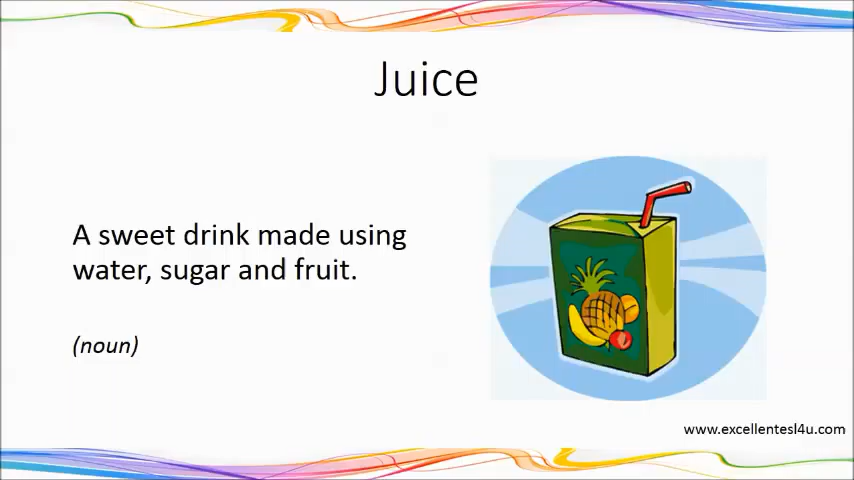 Juice
A sweet drink made using
water, sugar and fruit.
(noun)
www.excellentesl4u.com